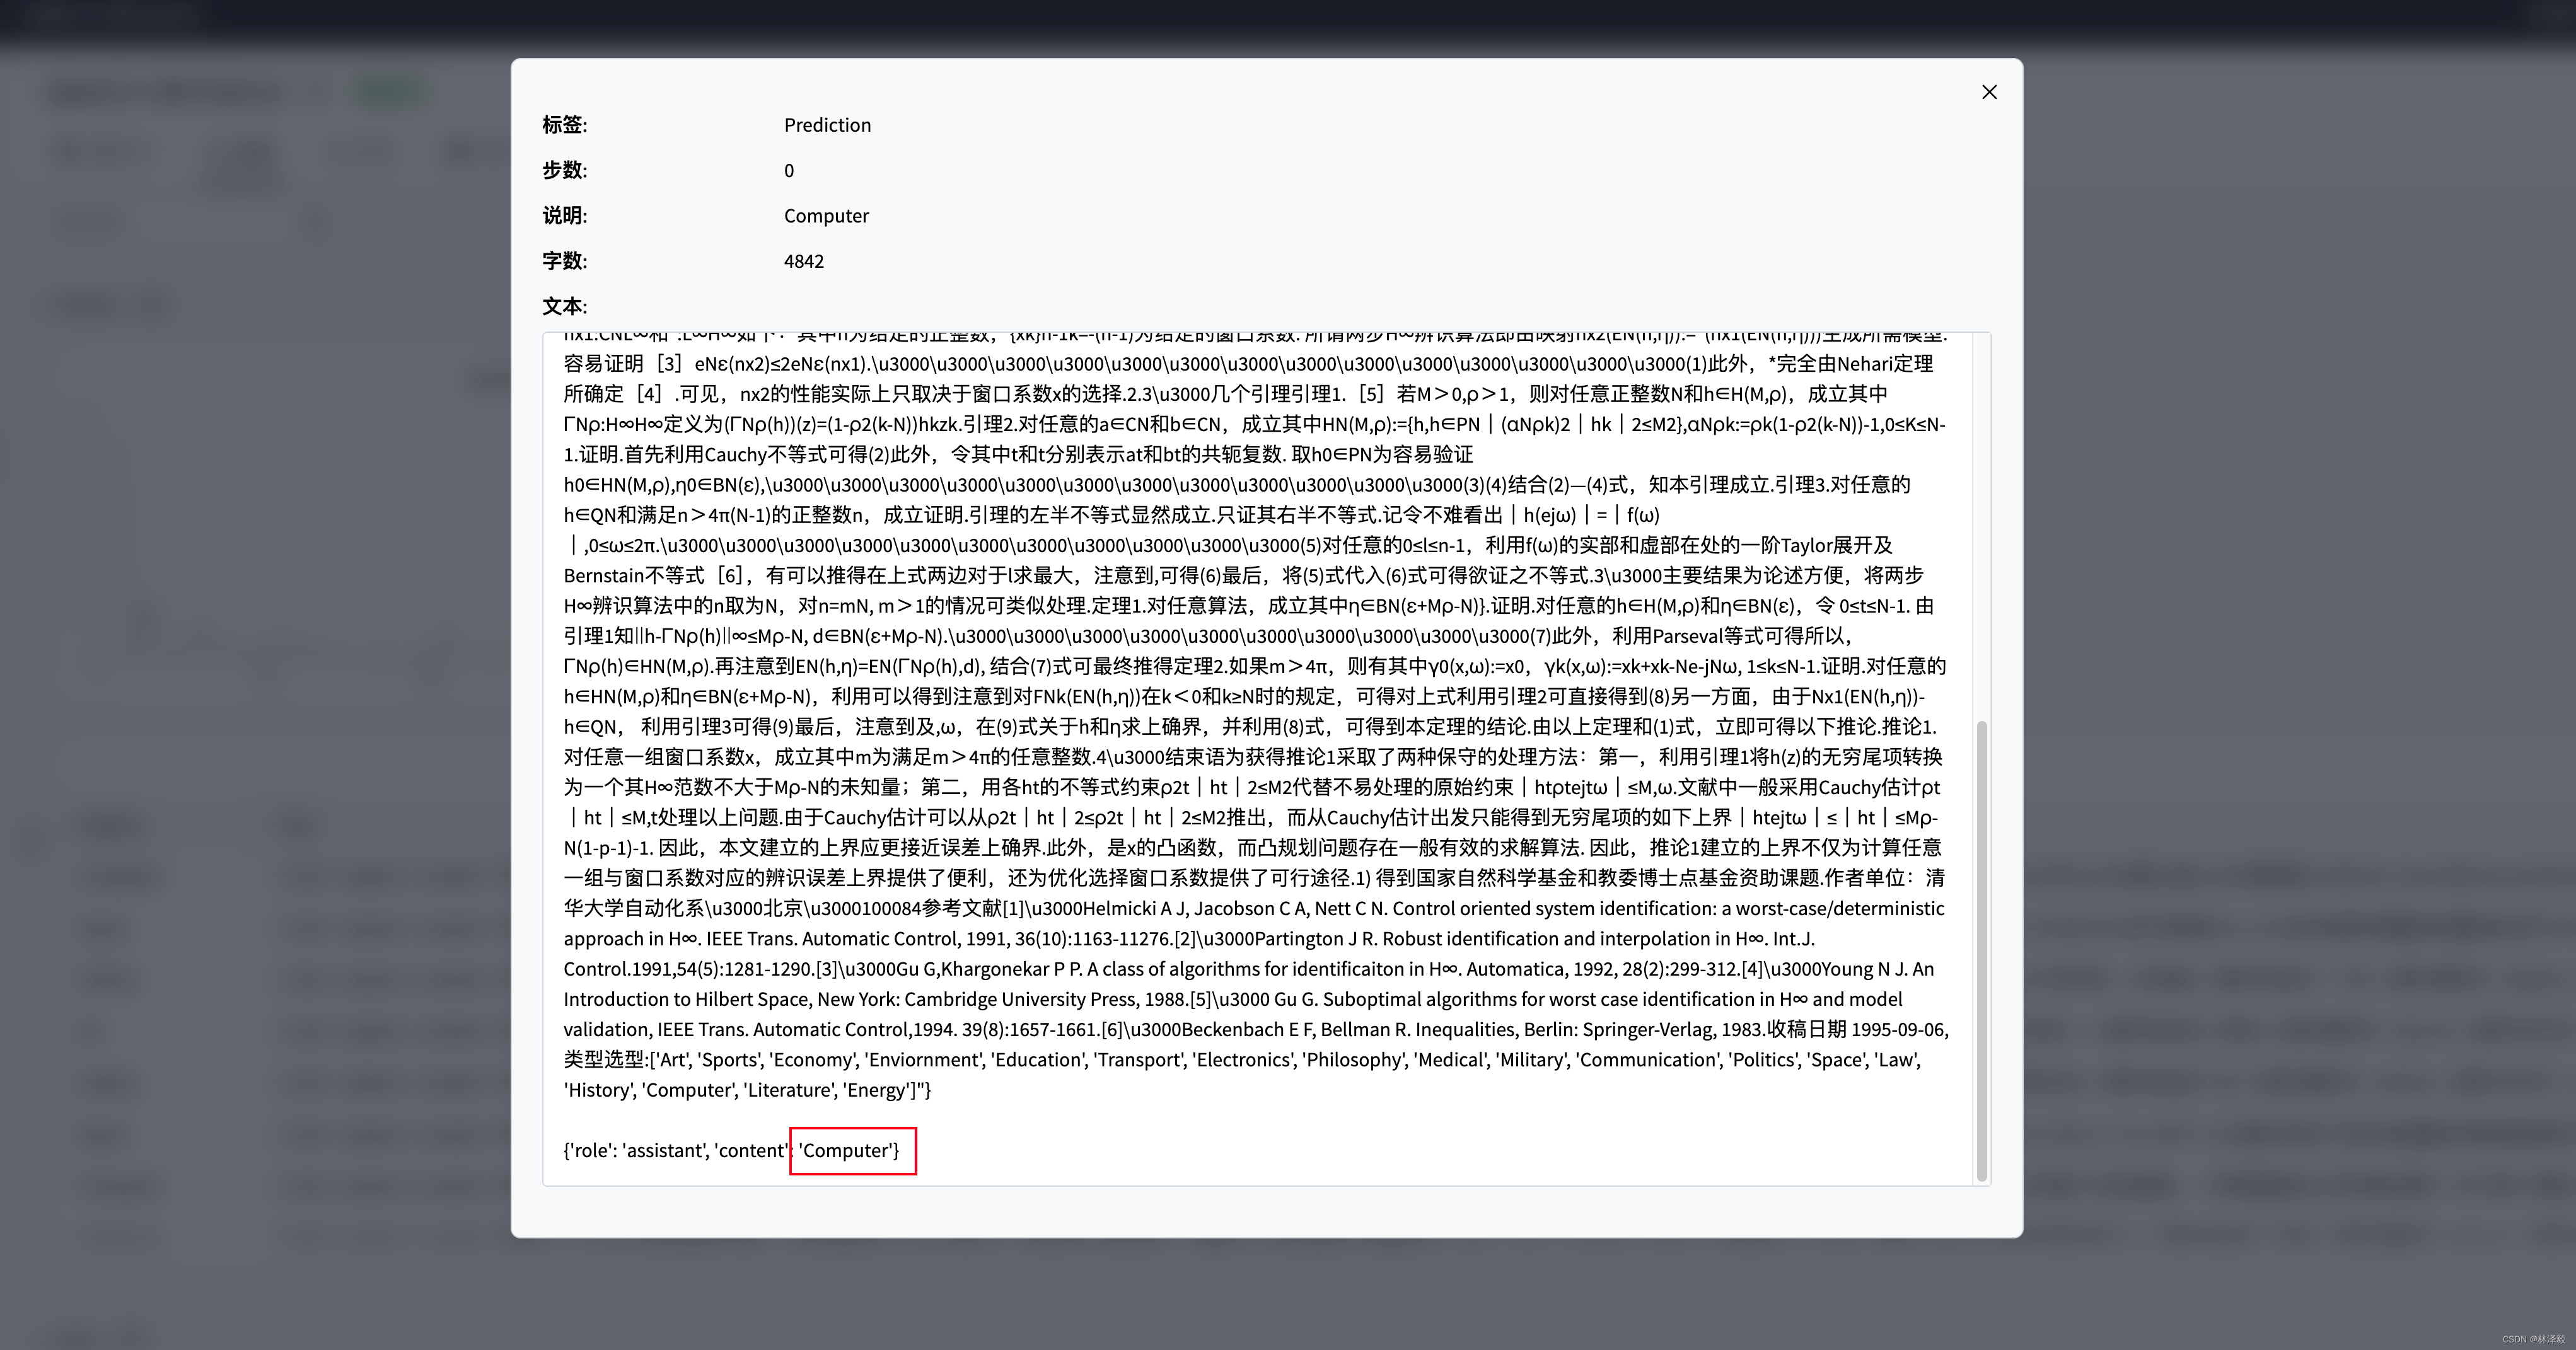 标签: Prediction
步数: 0
说明: Computer
字数: 4842
文本:
nx1:CNL∞和 :L∞H∞如下：其中n为给定的正整数，{xk}n-1k=-(n-1)为给定的窗口系数. 所谓两步H∞辨识算法即由映射nx2(EN(h,η)):= (nx1(EN(h,η)))生成所需模型.
容易证明［3］eNε(nx2)≤2eNε(nx1).\u3000\u3000\u3000\u3000\u3000\u3000\u3000\u3000\u3000\u3000\u3000\u3000\u3000\u3000(1)此外，*完全由Nehari定理
所确定［4］.可见，nx2的性能实际上只取决于窗口系数x的选择.2.3\u3000几个引理引理1.［5］若M＞0,ρ＞1，则对任意正整数N和h∈H(M,ρ)，成立其中
ΓNρ:H∞H∞定义为(ΓNρ(h))(z)=(1-ρ2(k-N))hkzk.引理2.对任意的a∈CN和b∈CN，成立其中HN(M,ρ):={h,h∈PN｜(αNρk)2｜hk｜2≤M2},αNρk:=ρk(1-ρ2(k-N))-1,0≤K≤N-
1.证明.首先利用Cauchy不等式可得(2)此外，令其中t和t分别表示at和bt的共轭复数. 取h0∈PN为容易验证
h0∈HN(M,ρ),η0∈BN(ε),\u3000\u3000\u3000\u3000\u3000\u3000\u3000\u3000\u3000\u3000\u3000\u3000\u3000(3)(4)结合(2)—(4)式，知本引理成立.引理3.对任意的
h∈QN和满足n＞4π(N-1)的正整数n，成立证明.引理的左半不等式显然成立.只证其右半不等式.记令不难看出｜h(ejω)｜=｜f(ω)
｜,0≤ω≤2π.\u3000\u3000\u3000\u3000\u3000\u3000\u3000\u3000\u3000\u3000\u3000\u3000(5)对任意的0≤l≤n-1，利用f(ω)的实部和虚部在处的一阶Taylor展开及
Bernstain不等式［6］，有可以推得在上式两边对于l求最大，注意到,可得(6)最后，将(5)式代入(6)式可得欲证之不等式.3\u3000主要结果为论述方便，将两步
H∞辨识算法中的n取为N，对n=mN, m＞1的情况可类似处理.定理1.对任意算法，成立其中η∈BN(ε+Mρ-N)}.证明.对任意的h∈H(M,ρ)和η∈BN(ε)，令 0≤t≤N-1. 由
引理1知‖h-ΓNρ(h)‖∞≤Mρ-N, d∈BN(ε+Mρ-N).\u3000\u3000\u3000\u3000\u3000\u3000\u3000\u3000\u3000\u3000\u3000(7)此外，利用Parseval等式可得所以，
ΓNρ(h)∈HN(M,ρ).再注意到EN(h,η)=EN(ΓNρ(h),d), 结合(7)式可最终推得定理2.如果m＞4π，则有其中γ0(x,ω):=x0，γk(x,ω):=xk+xk-Ne-jNω, 1≤k≤N-1.证明.对任意的
h∈HN(M,ρ)和η∈BN(ε+Mρ-N)，利用可以得到注意到对FNk(EN(h,η))在k＜0和k≥N时的规定，可得对上式利用引理2可直接得到(8)另一方面，由于Nx1(EN(h,η))-
h∈QN， 利用引理3可得(9)最后，注意到及,ω，在(9)式关于h和η求上确界，并利用(8)式，可得到本定理的结论.由以上定理和(1)式，立即可得以下推论.推论1.
对任意一组窗口系数x，成立其中m为满足m＞4π的任意整数.4\u3000结束语为获得推论1采取了两种保守的处理方法：第一，利用引理1将h(z)的无穷尾项转换
为一个其H∞范数不大于Mρ-N的未知量；第二，用各ht的不等式约束ρ2t｜ht｜2≤M2代替不易处理的原始约束｜htρtejtω｜≤M,ω.文献中一般采用Cauchy估计ρt
｜ht｜≤M,t处理以上问题.由于Cauchy估计可以从ρ2t｜ht｜2≤ρ2t｜ht｜2≤M2推出，而从Cauchy估计出发只能得到无穷尾项的如下上界｜htejtω｜≤｜ht｜≤Mρ-
N(1-p-1)-1. 因此，本文建立的上界应更接近误差上确界.此外，是x的凸函数，而凸规划问题存在一般有效的求解算法. 因此，推论1建立的上界不仅为计算任意
一组与窗口系数对应的辨识误差上界提供了便利，还为优化选择窗口系数提供了可行途径.1) 得到国家自然科学基金和教委博士点基金资助课题.作者单位：清
华大学自动化系\u3000北京\u3000100084参考文献[1]\u3000Helmicki A J, Jacobson C A, Nett C N. Control oriented system identification: a worst-case/deterministic
approach in H∞. IEEE Trans. Automatic Control, 1991, 36(10):1163-11276.[2]\u3000Partington J R. Robust identification and interpolation in H∞. Int.J.
Control.1991,54(5):1281-1290.[3]\u3000Gu G,Khargonekar P P. A class of algorithms for identificaiton in H∞. Automatica, 1992, 28(2):299-312.[4]\u3000Young N J. An
Introduction to Hilbert Space, New York: Cambridge University Press, 1988.[5]\u3000 Gu G. Suboptimal algorithms for worst case identification in H∞ and model
validation, IEEE Trans. Automatic Control,1994. 39(8):1657-1661.[6]\u3000Beckenbach E F, Bellman R. Inequalities, Berlin: Springer-Verlag, 1983.收稿日期 1995-09-06,
类型选型:['Art', 'Sports', 'Economy', 'Enviornment', 'Education', 'Transport', 'Electronics', 'Philosophy', 'Medical', 'Military', 'Communication', 'Politics', 'Space', 'Law',
'History', 'Computer', 'Literature', 'Energy']"}
{'role': 'assistant', 'content': 'Computer'}
CSDN @林泽毅